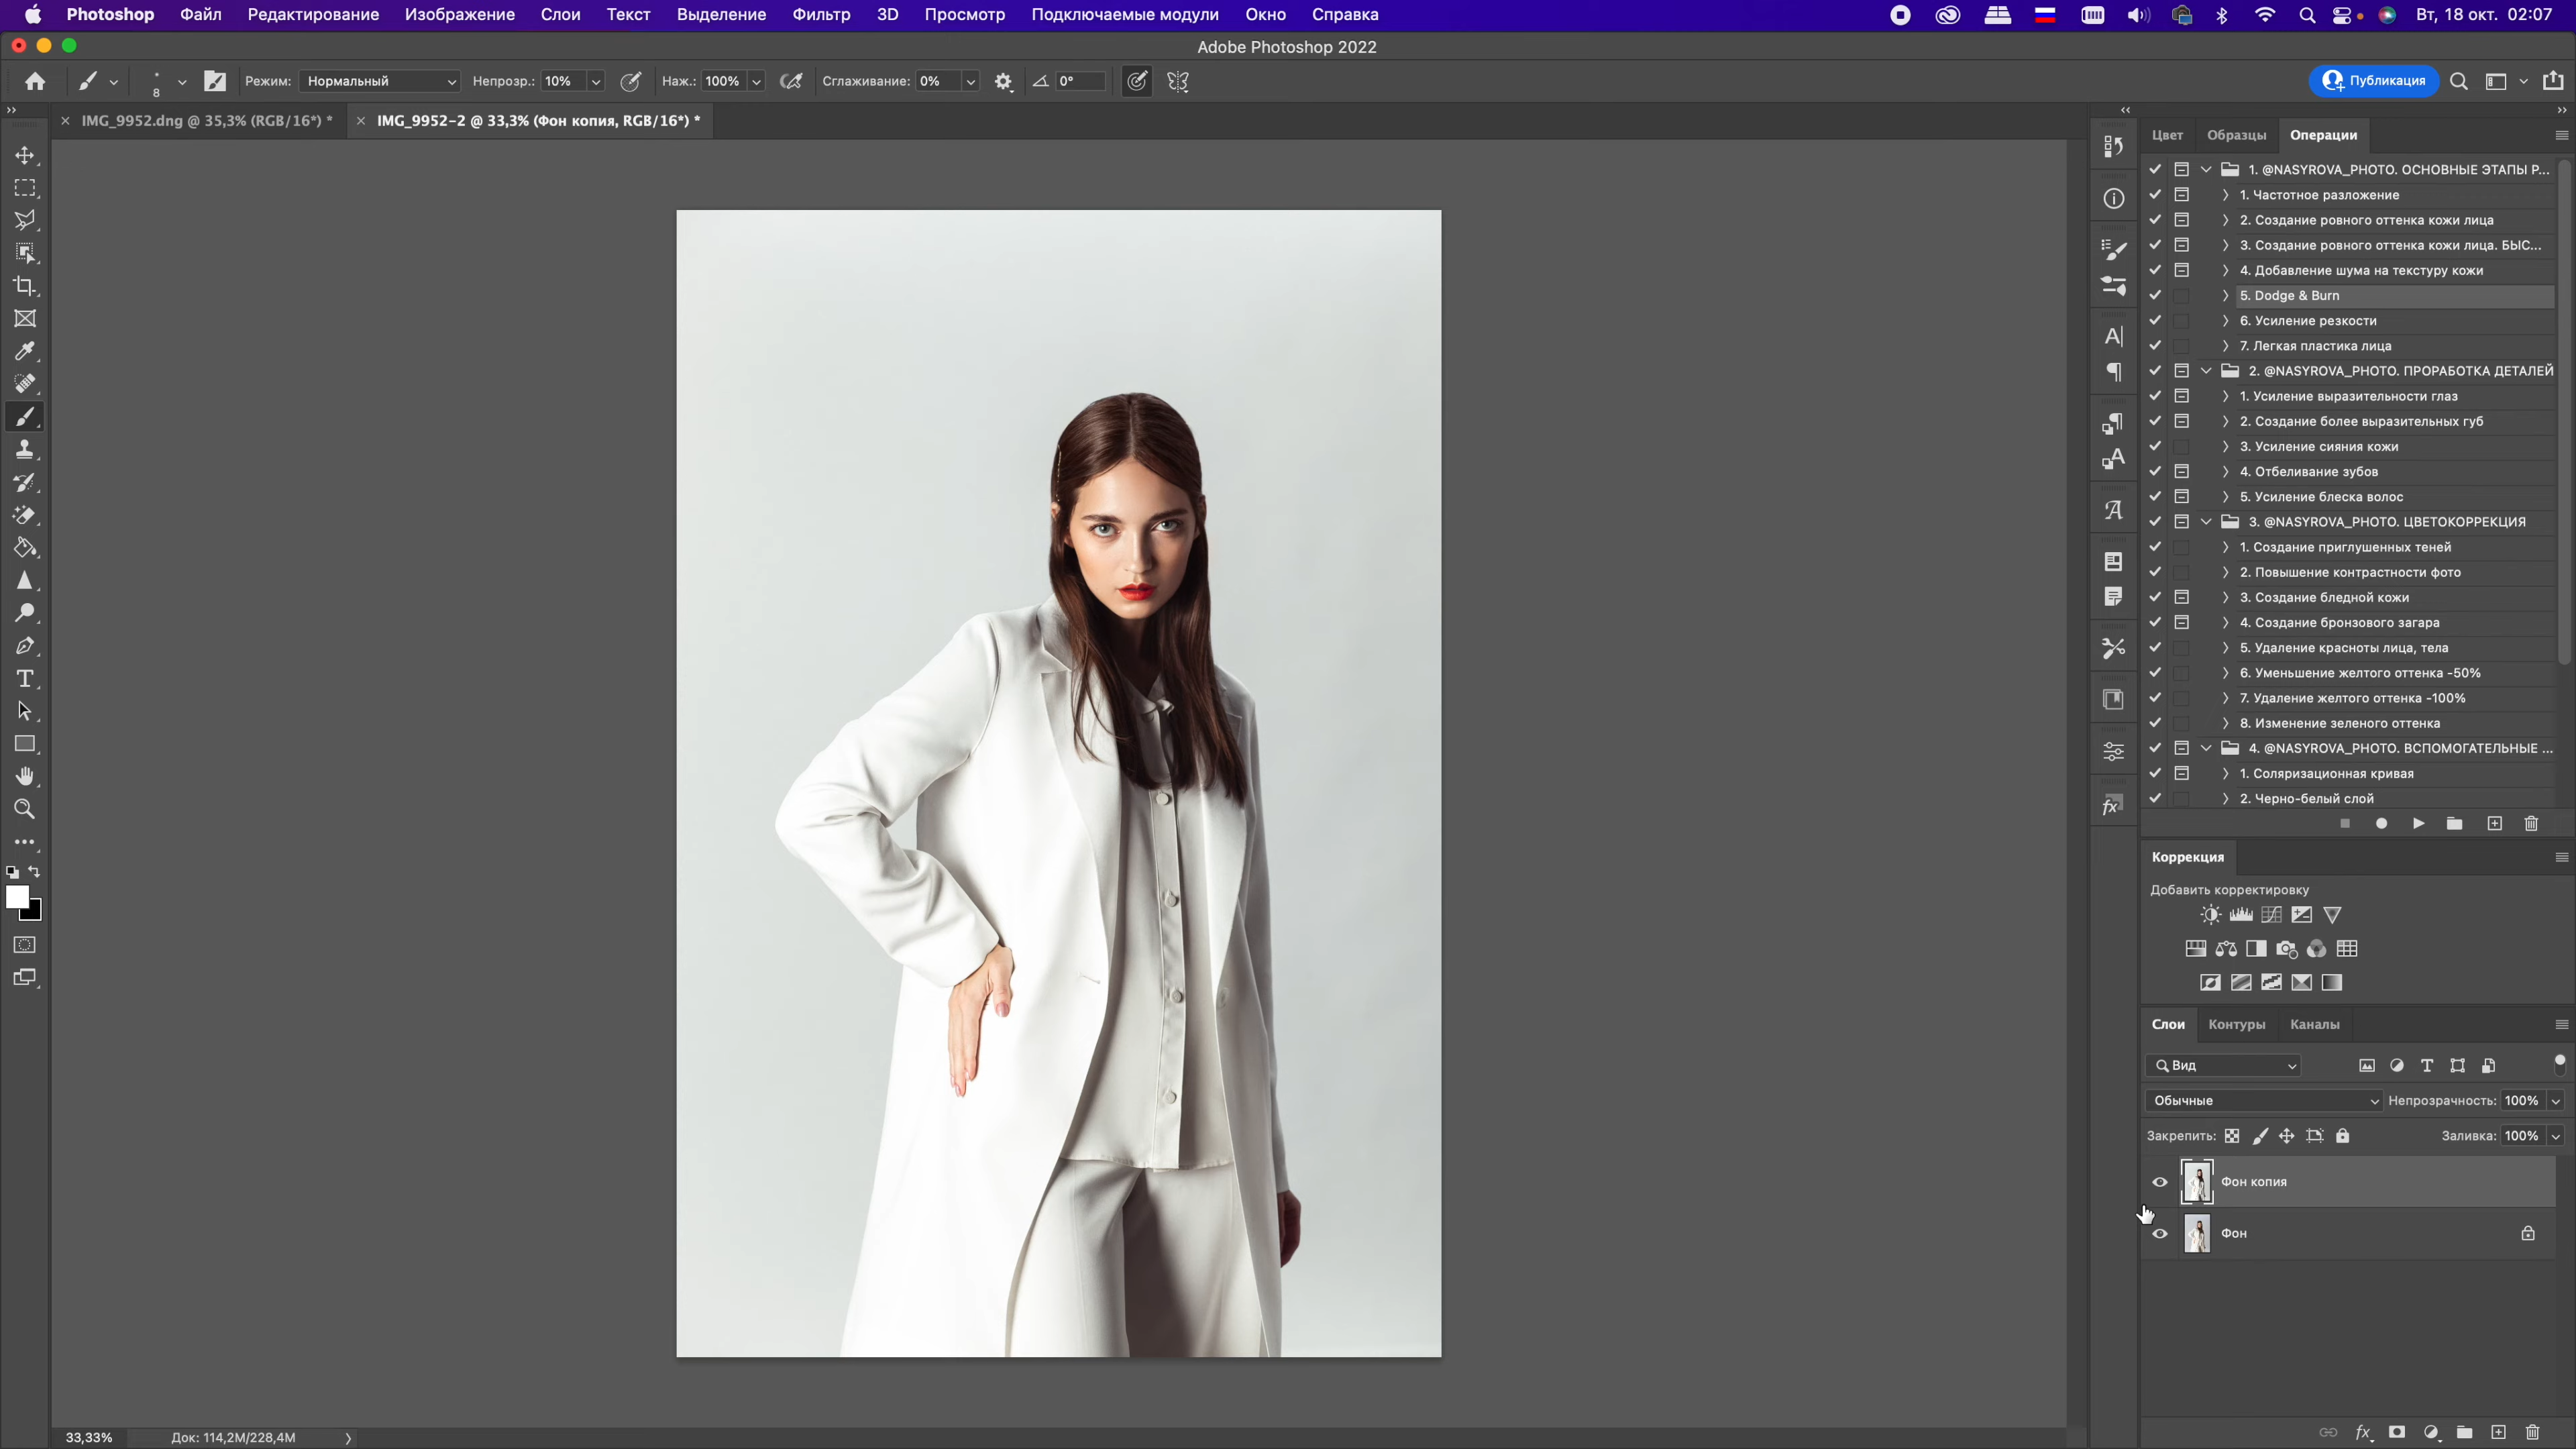 Photoshop Файл Редактирование Изображение Слои Текст Выделение Фильтр 3D Просмотр Подключаемые модули Окно Справка Вт, 18 окт. 02:07
Adobe Photoshop 2022
8 Режим: Нормальный Непрозр.: 10% Наж.: 100% Сглаживание: 0% 0° Публикация
IMG_9952.dng @ 35,3% (RGB/16*) * IMG_9952-2 @ 33,3% (Фон копия, RGB/16*) *
Цвет Образцы Операции
1. @NASYROVA_PHOTO. ОСНОВНЫЕ ЭТАПЫ Р...
1. Частотное разложение
2. Создание ровного оттенка кожи лица
3. Создание ровного оттенка кожи лица. БЫС...
4. Добавление шума на текстуру кожи
5. Dodge & Burn
6. Усиление резкости
7. Легкая пластика лица
2. @NASYROVA_PHOTO. ПРОРАБОТКА ДЕТАЛЕЙ
1. Усиление выразительности глаз
2. Создание более выразительных губ
3. Усиление сияния кожи
4. Отбеливание зубов
5. Усиление блеска волос
3. @NASYROVA_PHOTO. ЦВЕТОКОРРЕКЦИЯ
1. Создание приглушенных теней
2. Повышение контрастности фото
3. Создание бледной кожи
4. Создание бронзового загара
5. Удаление красноты лица, тела
6. Уменьшение желтого оттенка -50%
7. Удаление желтого оттенка -100%
8. Изменение зеленого оттенка
4. @NASYROVA_PHOTO. ВСПОМОГАТЕЛЬНЫЕ ...
1. Соляризационная кривая
2. Черно-белый слой
Коррекция
Добавить корректировку
Слои Контуры Каналы
Вид
Обычные Непрозрачность: 100%
Закрепить: Заливка: 100%
Фон копия
Фон
33,33% Док: 114,2M/228,4M